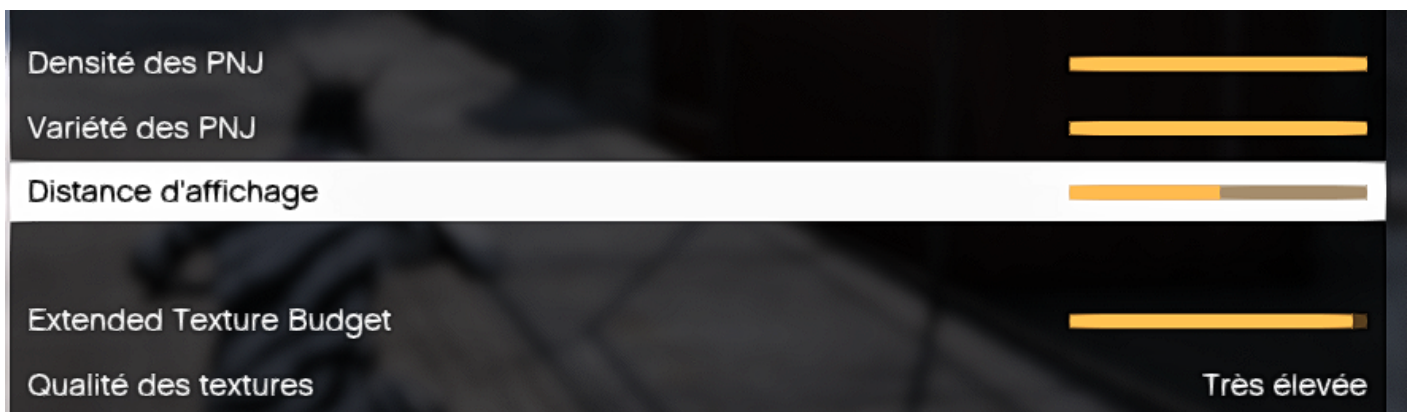 Densité des PNJ
Variété des PNJ
Distance d'affichage
Extended Texture Budget
Qualité des textures Très élevée